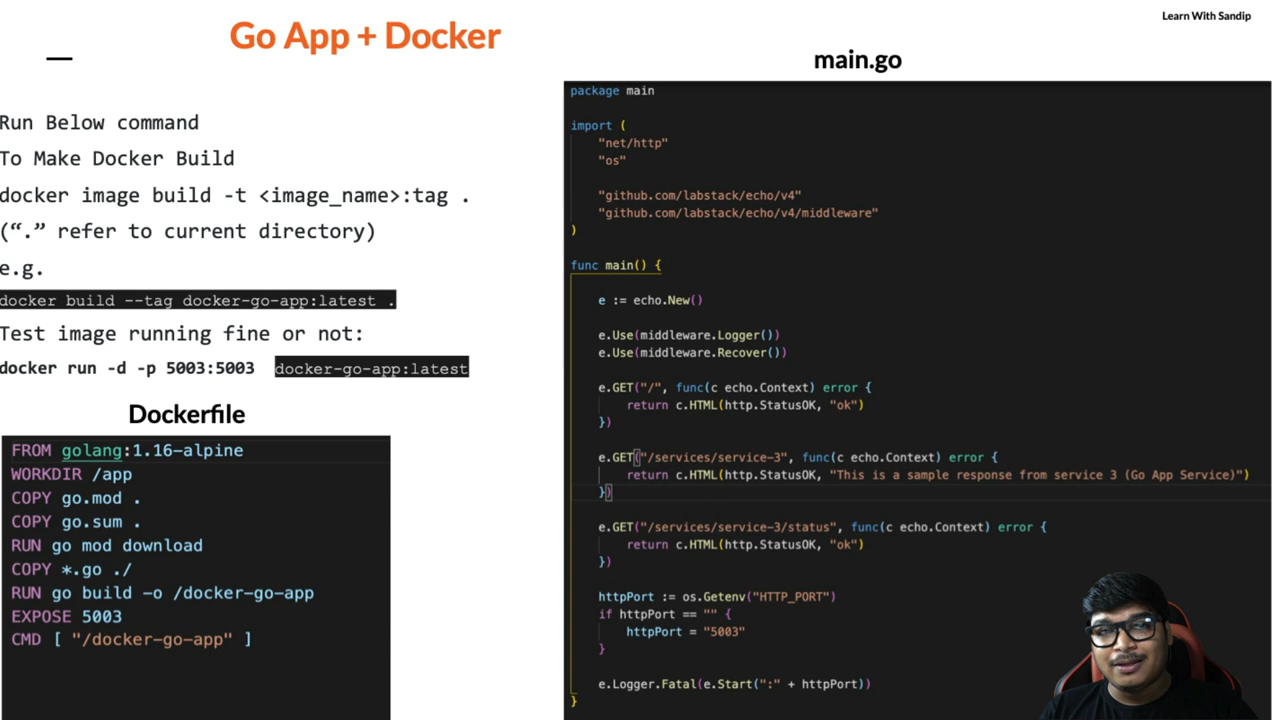 Learn With Sandip
Go App + Docker
Run Below command
To Make Docker Build
docker image build -t <image_name>:tag .
(“.” refer to current directory)
e.g.
docker build --tag docker-go-app:latest .
Test image running fine or not:
docker run -d -p 5003:5003 docker-go-app:latest
Dockerfile
FROM golang:1.16-alpine
WORKDIR /app
COPY go.mod .
COPY go.sum .
RUN go mod download
COPY *.go ./
RUN go build -o /docker-go-app
EXPOSE 5003
CMD [ "/docker-go-app" ]
main.go
package main
import (
"net/http"
"os"
"github.com/labstack/echo/v4"
"github.com/labstack/echo/v4/middleware"
)
func main() {
e := echo.New()
e.Use(middleware.Logger())
e.Use(middleware.Recover())
e.GET("/", func(c echo.Context) error {
return c.HTML(http.StatusOK, "ok")
})
e.GET("/services/service-3", func(c echo.Context) error {
return c.HTML(http.StatusOK, "This is a sample response from service 3 (Go App Service)")
})
e.GET("/services/service-3/status", func(c echo.Context) error {
return c.HTML(http.StatusOK, "ok")
})
httpPort := os.Getenv("HTTP_PORT")
if httpPort == "" {
httpPort = "5003"
}
e.Logger.Fatal(e.Start(":" + httpPort))
}